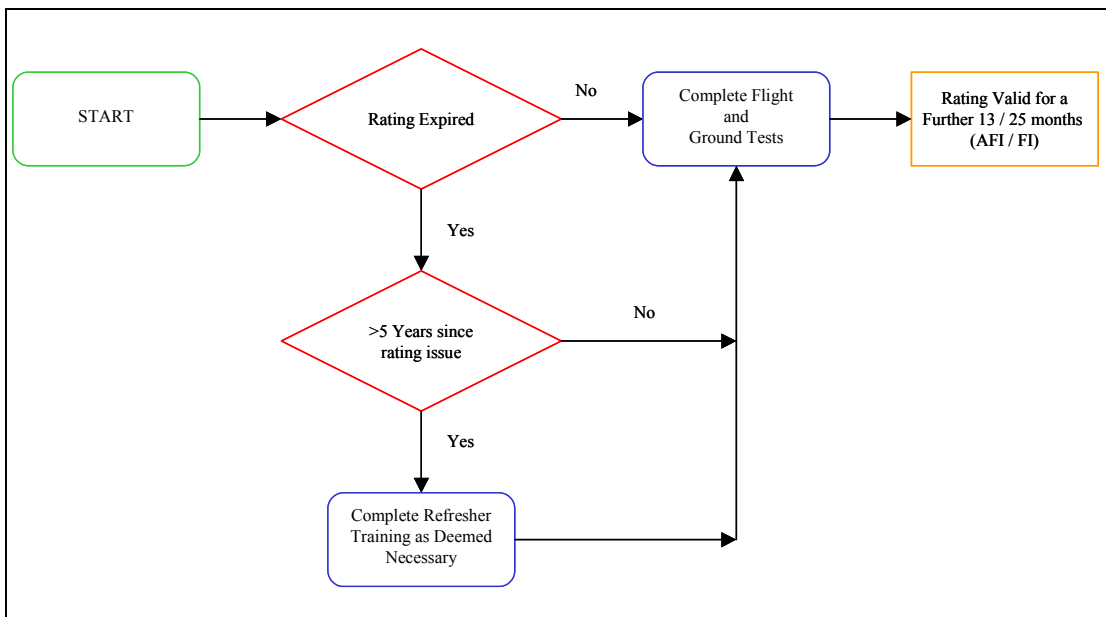 START
Rating Expired
No
Complete Flight
and
Ground Tests
Rating Valid for a
Further 13 / 25 months
(AFI / FI)
Yes
>5 Years since
rating issue
No
Yes
Complete Refresher
Training as Deemed
Necessary